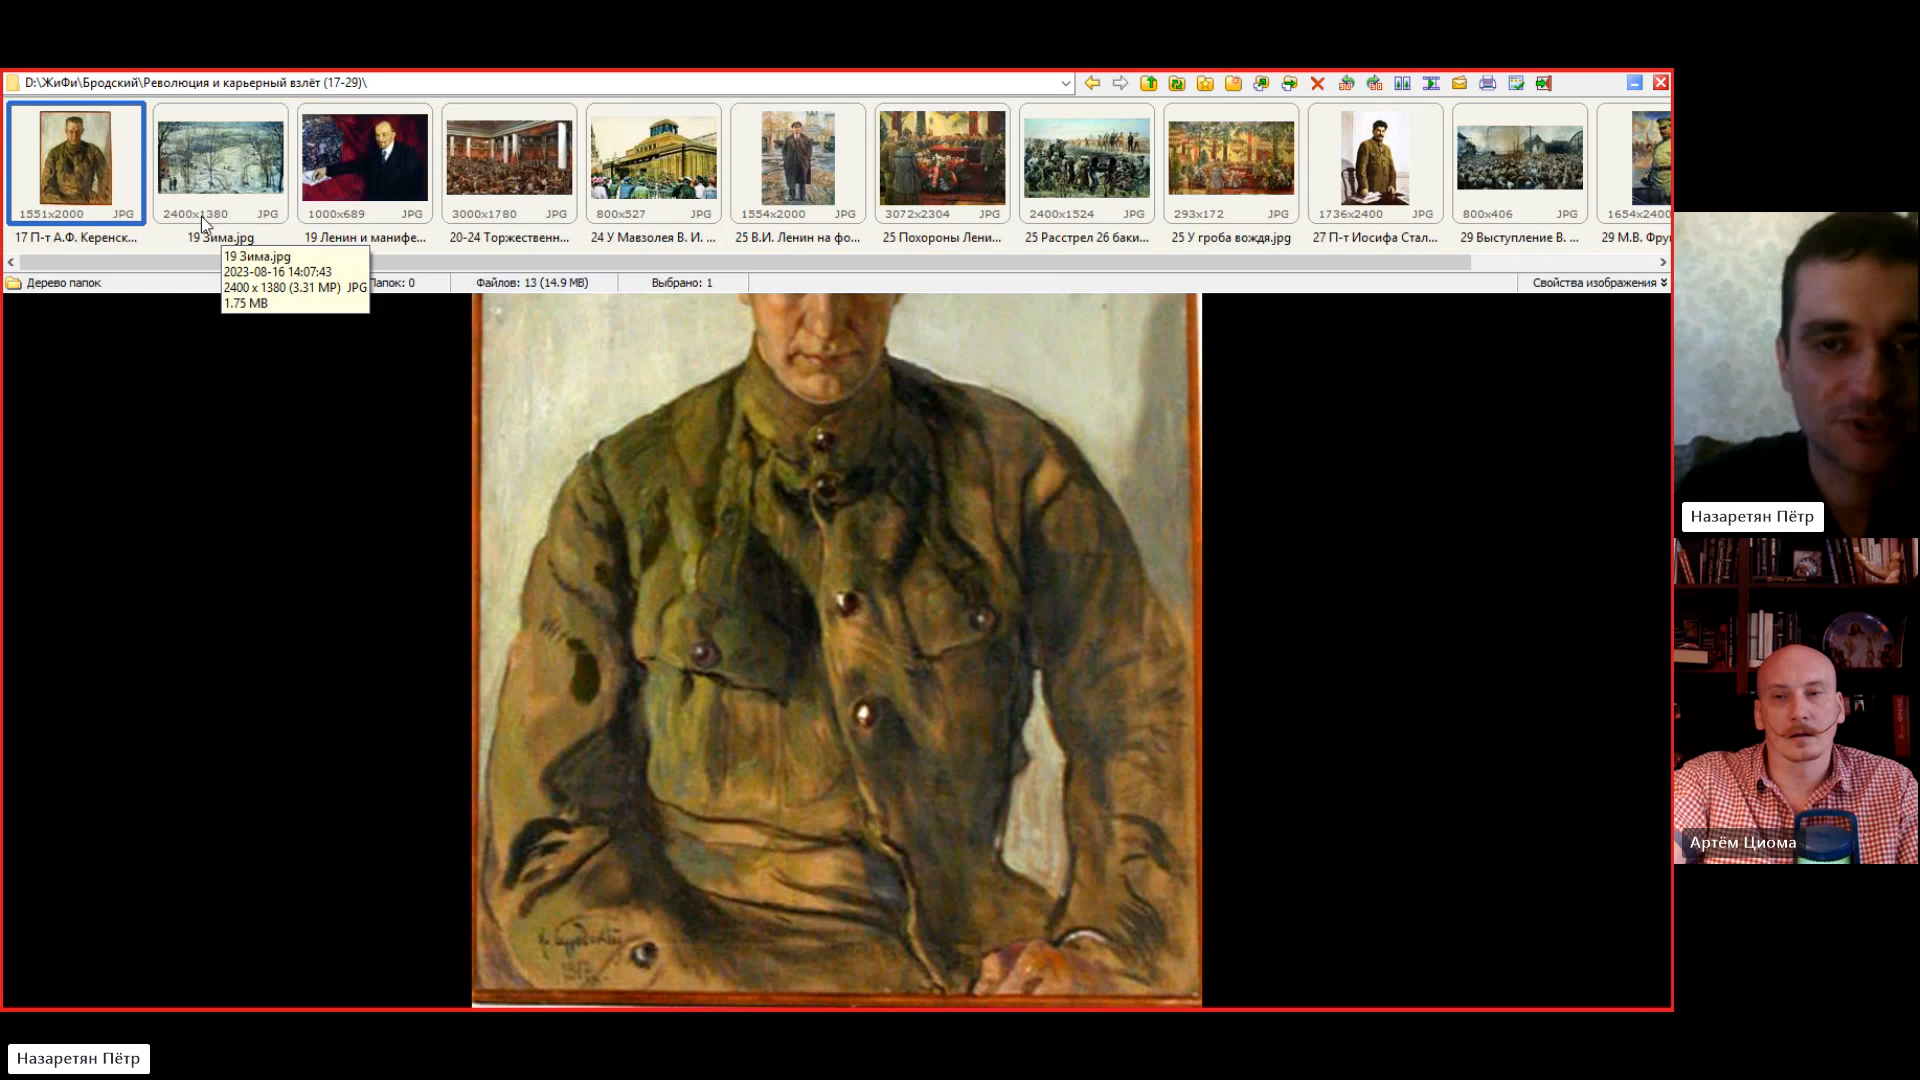 D:\ЖиФи\Бродский\Революция и карьерный взлёт (17-29)\
1551x2000 JPG
2400x1380 JPG
1000x689 JPG
3000x1780 JPG
800x527 JPG
1554x2000 JPG
3072x2304 JPG
2400x1524 JPG
293x172 JPG
1736x2400 JPG
800x406 JPG
1654x2400
17 П-т А.Ф. Керенск...
19 Зима.jpg
19 Ленин и манифе...
20-24 Торжественн...
24 У Мавзолея В. И. ...
25 В.И. Ленин на фо...
25 Похороны Лени...
25 Расстрел 26 баки...
25 У гроба вождя.jpg
27 П-т Иосифа Стал...
29 Выступление В. ...
29 М.В. Фру
19 Зима.jpg
2023-08-16 14:07:43
2400 x 1380 (3.31 MP) JPG
1.75 MB
Дерево папок
Папок: 0
Файлов: 13 (14.9 MB)
Выбрано: 1
Свойства изображения
Назаретян Пётр
Артём Циома
Назаретян Пётр